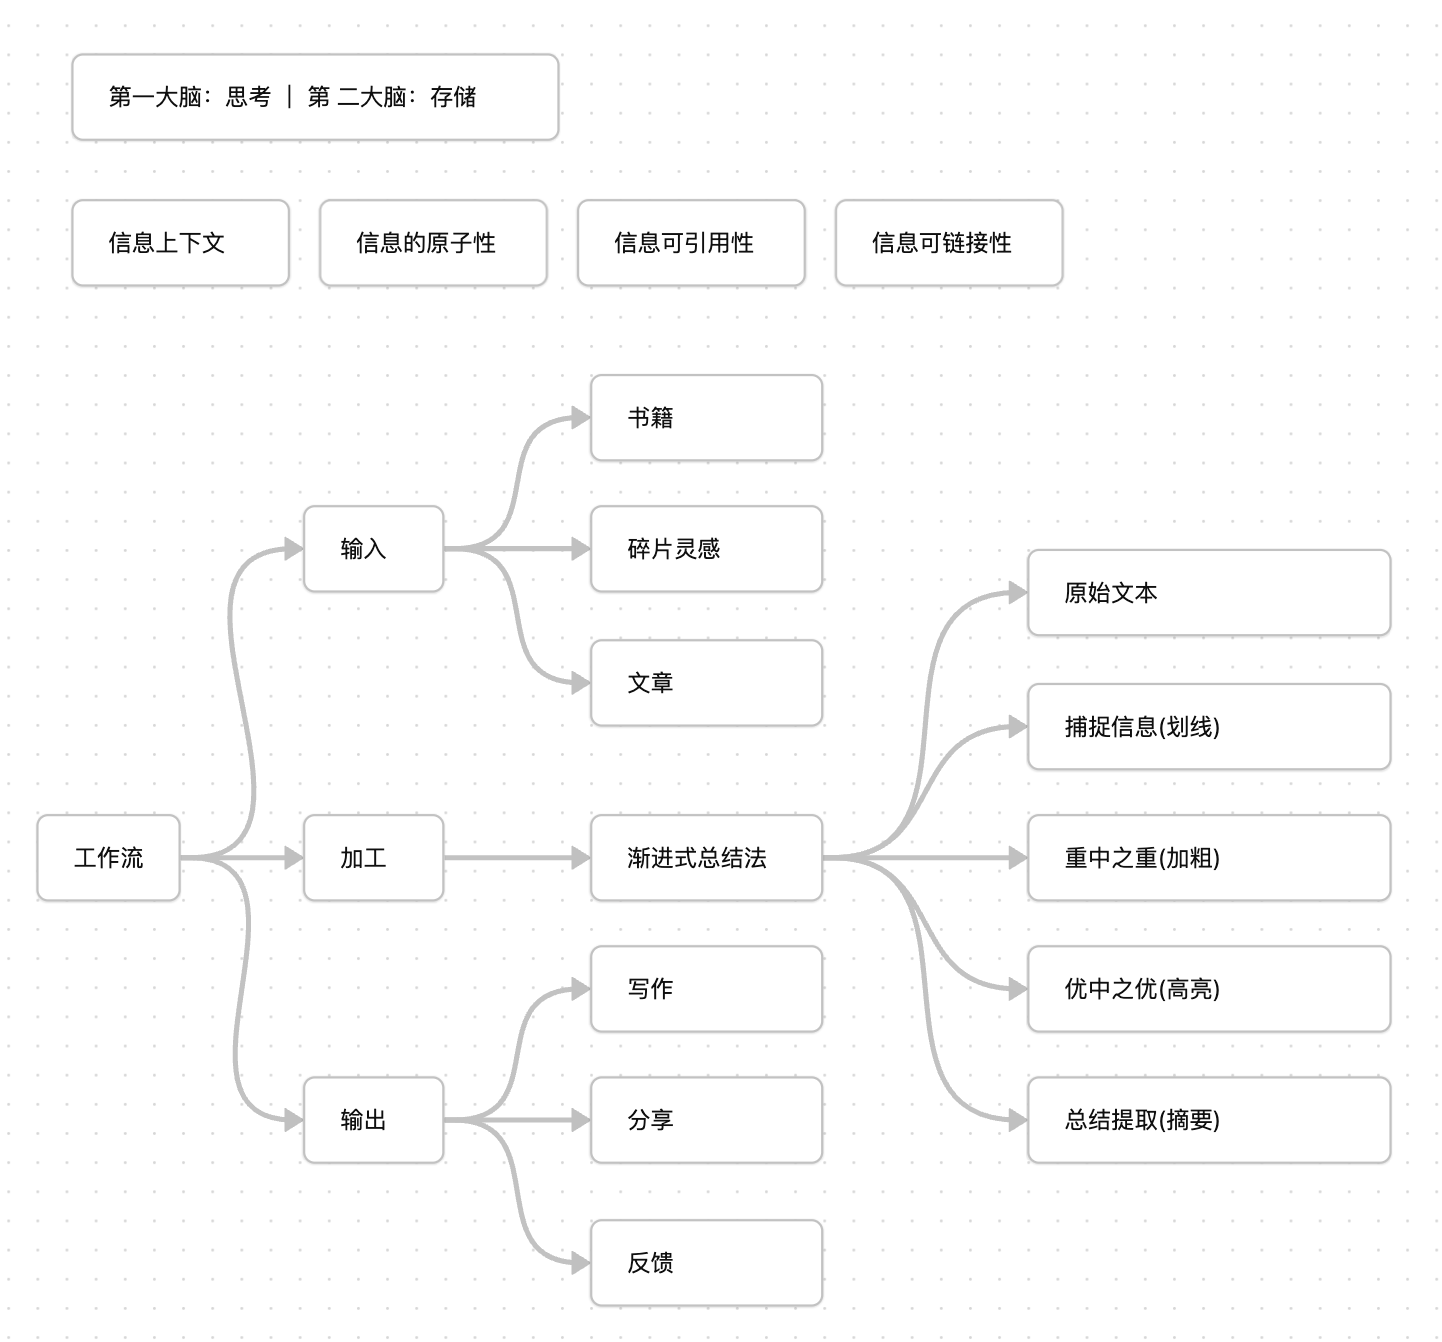 第一大脑：思考 ｜ 第 二大脑：存储
信息上下文
信息的原子性
信息可引用性
信息可链接性
书籍
输入
碎片灵感
原始文本
文章
捕捉信息(划线)
工作流
加工
渐进式总结法
重中之重(加粗)
写作
优中之优(高亮)
输出
分享
总结提取(摘要)
反馈